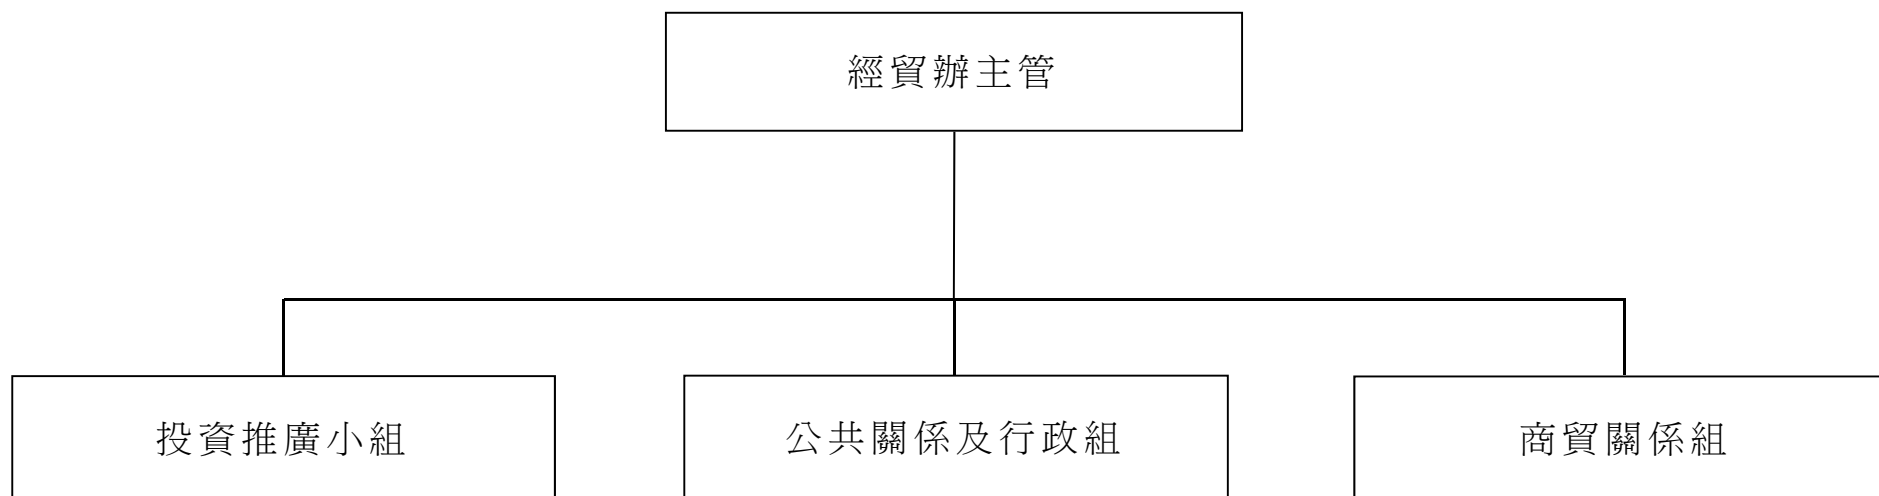 經貿辦主管
投資推廣小組
公共關係及行政組
商貿關係組